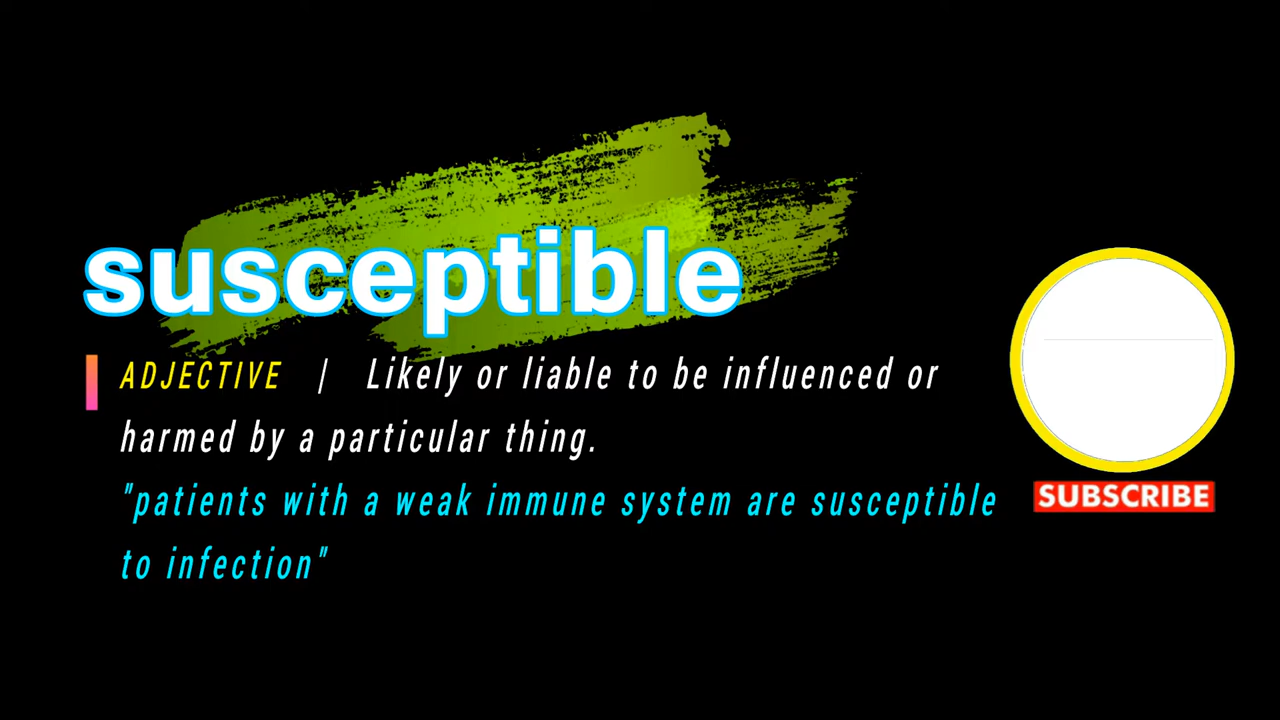 susceptible
ADJECTIVE | Likely or liable to be influenced or
harmed by a particular thing.
"patients with a weak immune system are susceptible
to infection"
SUBSCRIBE